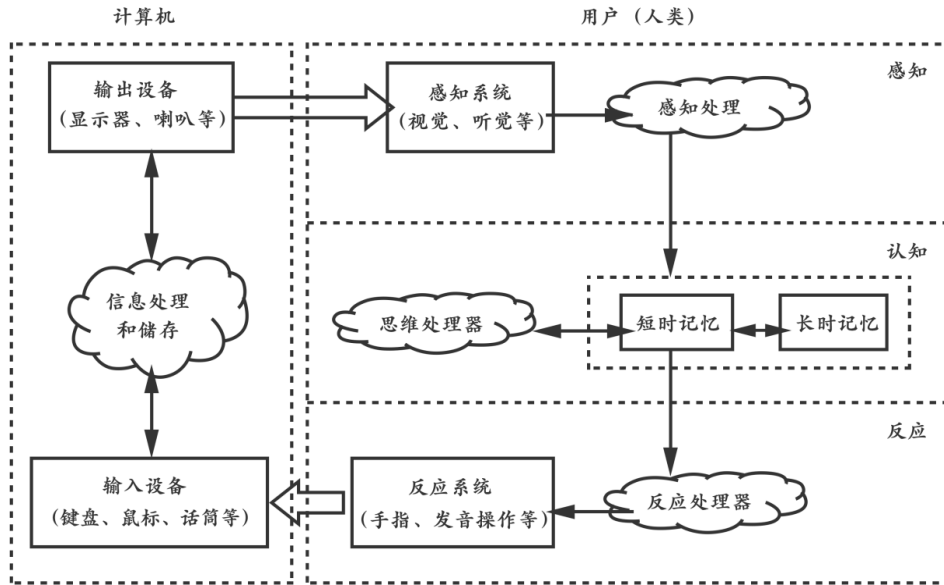 计算机
用户（人类）
输出设备
（显示器、喇叭等）
感知系统
（视觉、听觉等）
感知处理
感知
认知
信息处理
和储存
思维处理器
短时记忆
长时记忆
反应
输入设备
（键盘、鼠标、话筒等）
反应系统
（手指、发音操作等）
反应处理器